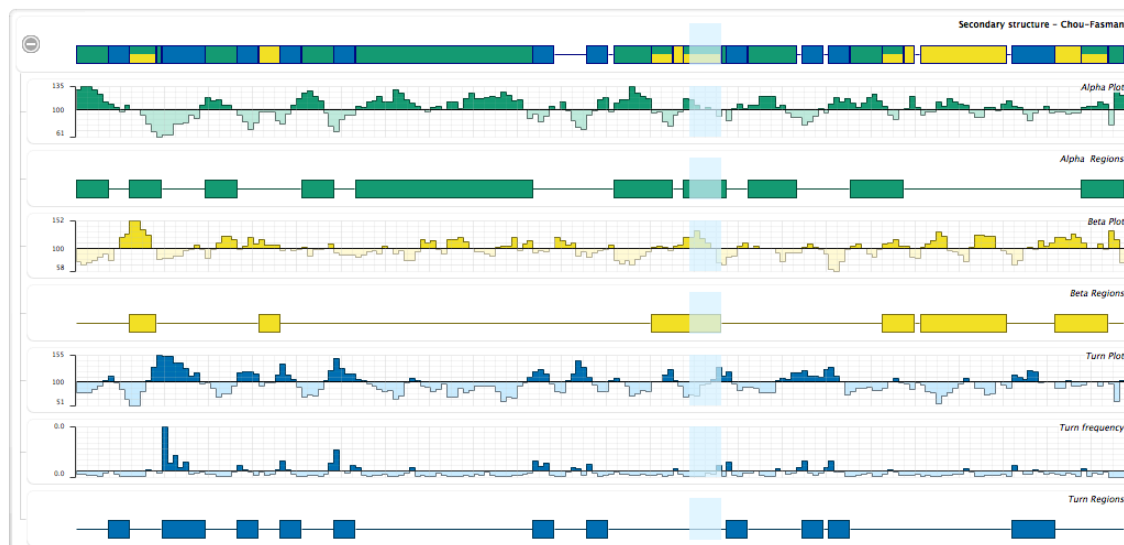 Secondary structure - Chou-Fasman
Alpha Plot
135
100
61
Alpha Regions
Beta Plot
152
100
58
Beta Regions
Turn Plot
155
100
51
Turn frequency
0.0
0.0
Turn Regions